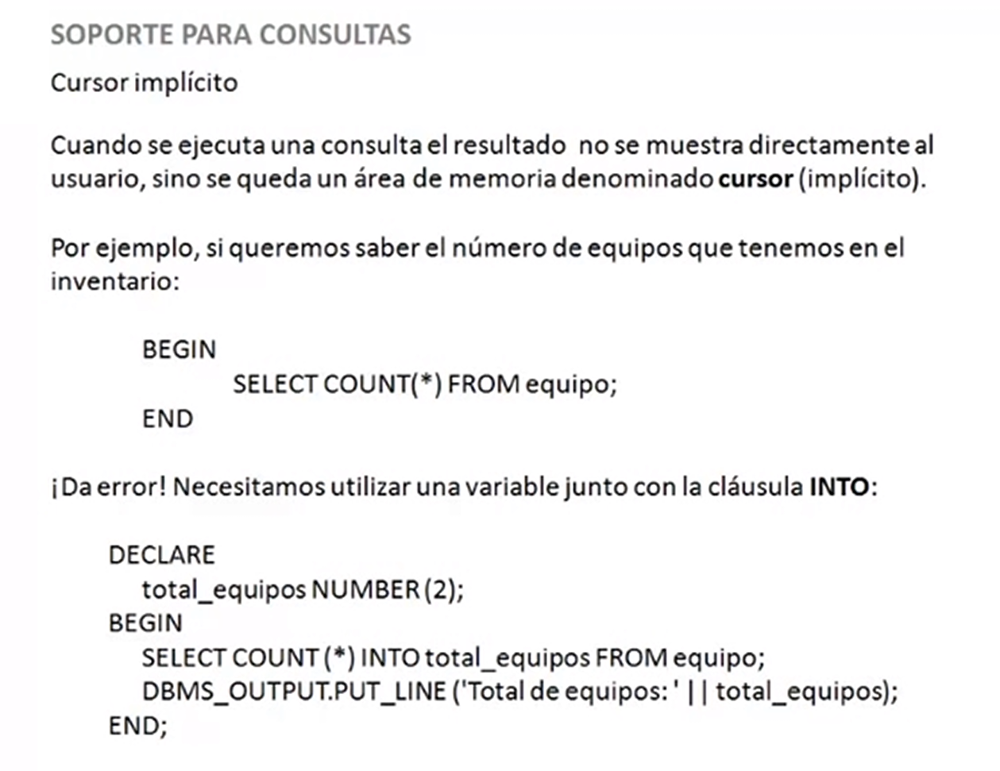 SOPORTE PARA CONSULTAS
Cursor implícito
Cuando se ejecuta una consulta el resultado no se muestra directamente al
usuario, sino se queda un área de memoria denominado cursor (implícito).
Por ejemplo, si queremos saber el número de equipos que tenemos en el
inventario:
BEGIN
SELECT COUNT(*) FROM equipo;
END
¡Da error! Necesitamos utilizar una variable junto con la cláusula INTO:
DECLARE
total_equipos NUMBER (2);
BEGIN
SELECT COUNT (*) INTO total_equipos FROM equipo;
DBMS_OUTPUT.PUT_LINE ('Total de equipos: ' || total_equipos);
END;